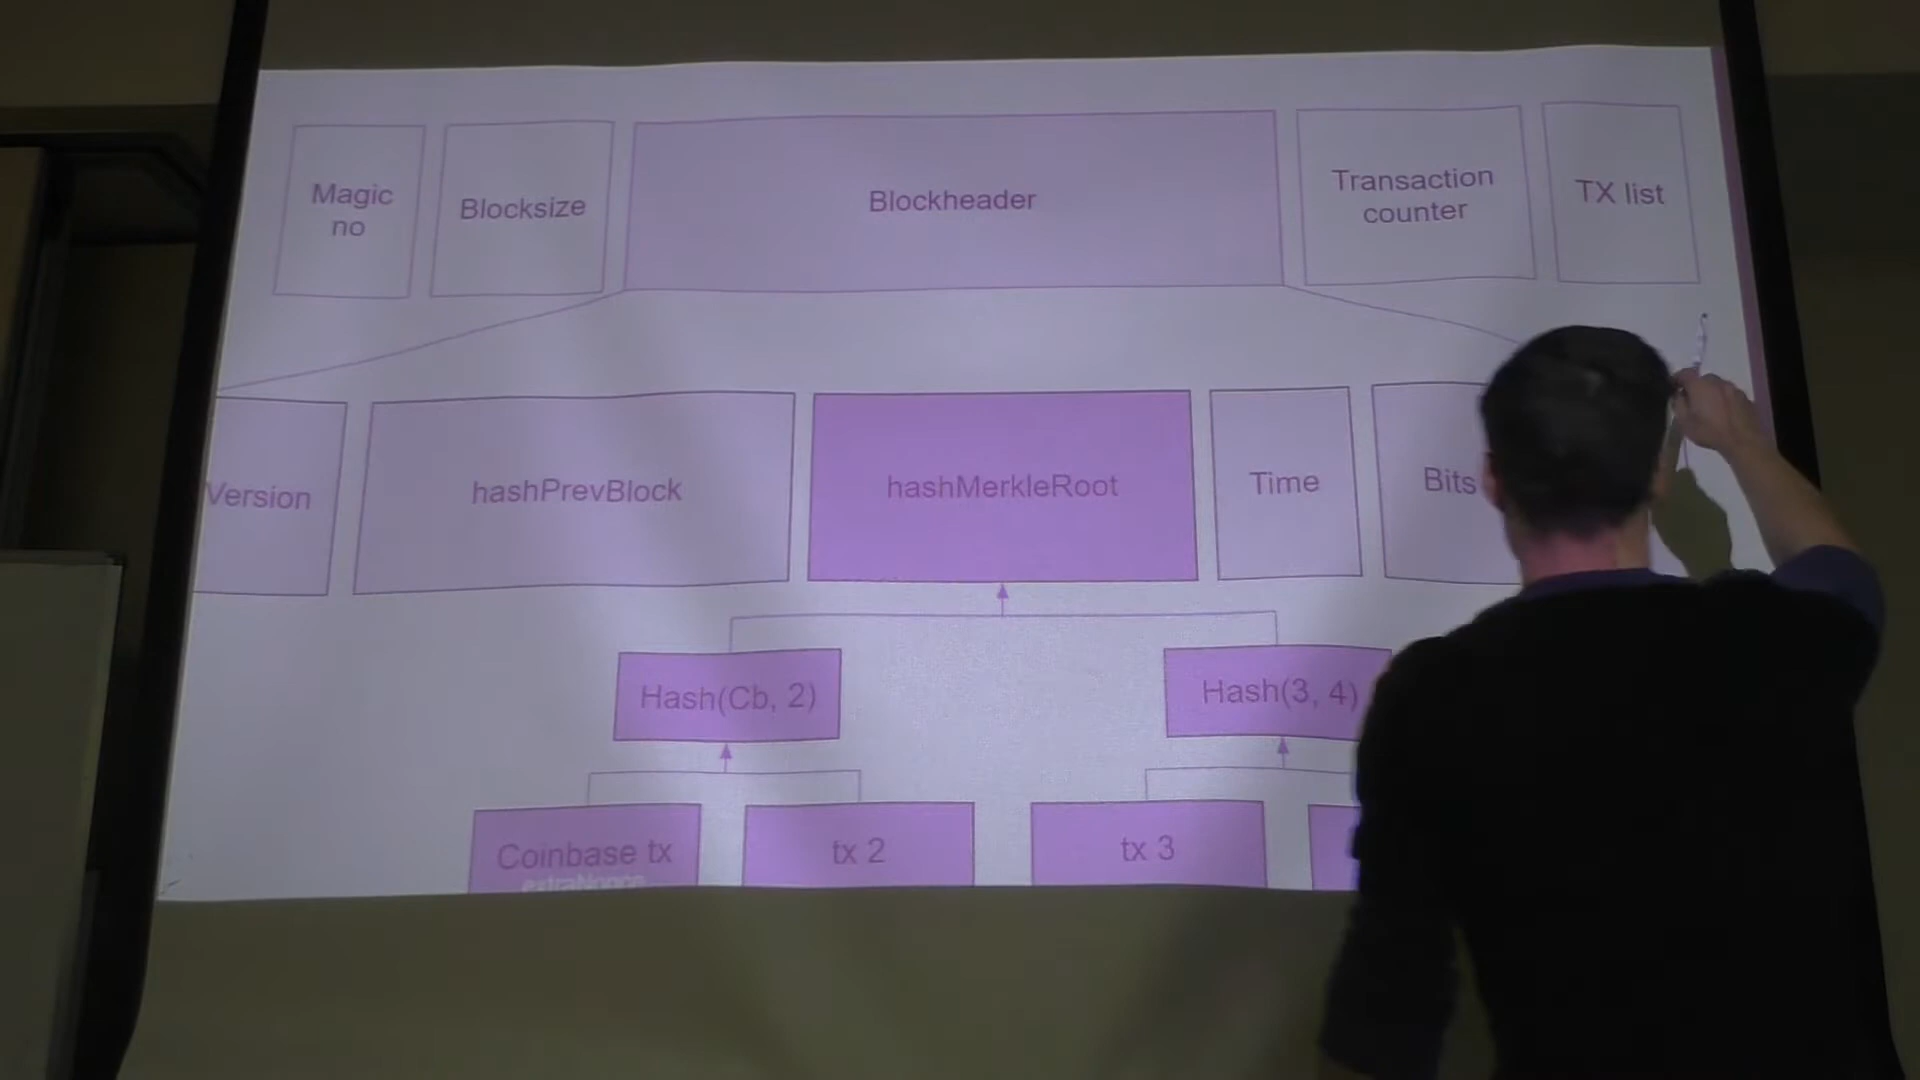 Magic
no
Blocksize
Blockheader
Transaction
counter
TX list
Version
hashPrevBlock
hashMerkleRoot
Time
Bits
Hash(Cb, 2)
Hash(3, 4)
Coinbase tx
extraNonce
tx 2
tx 3